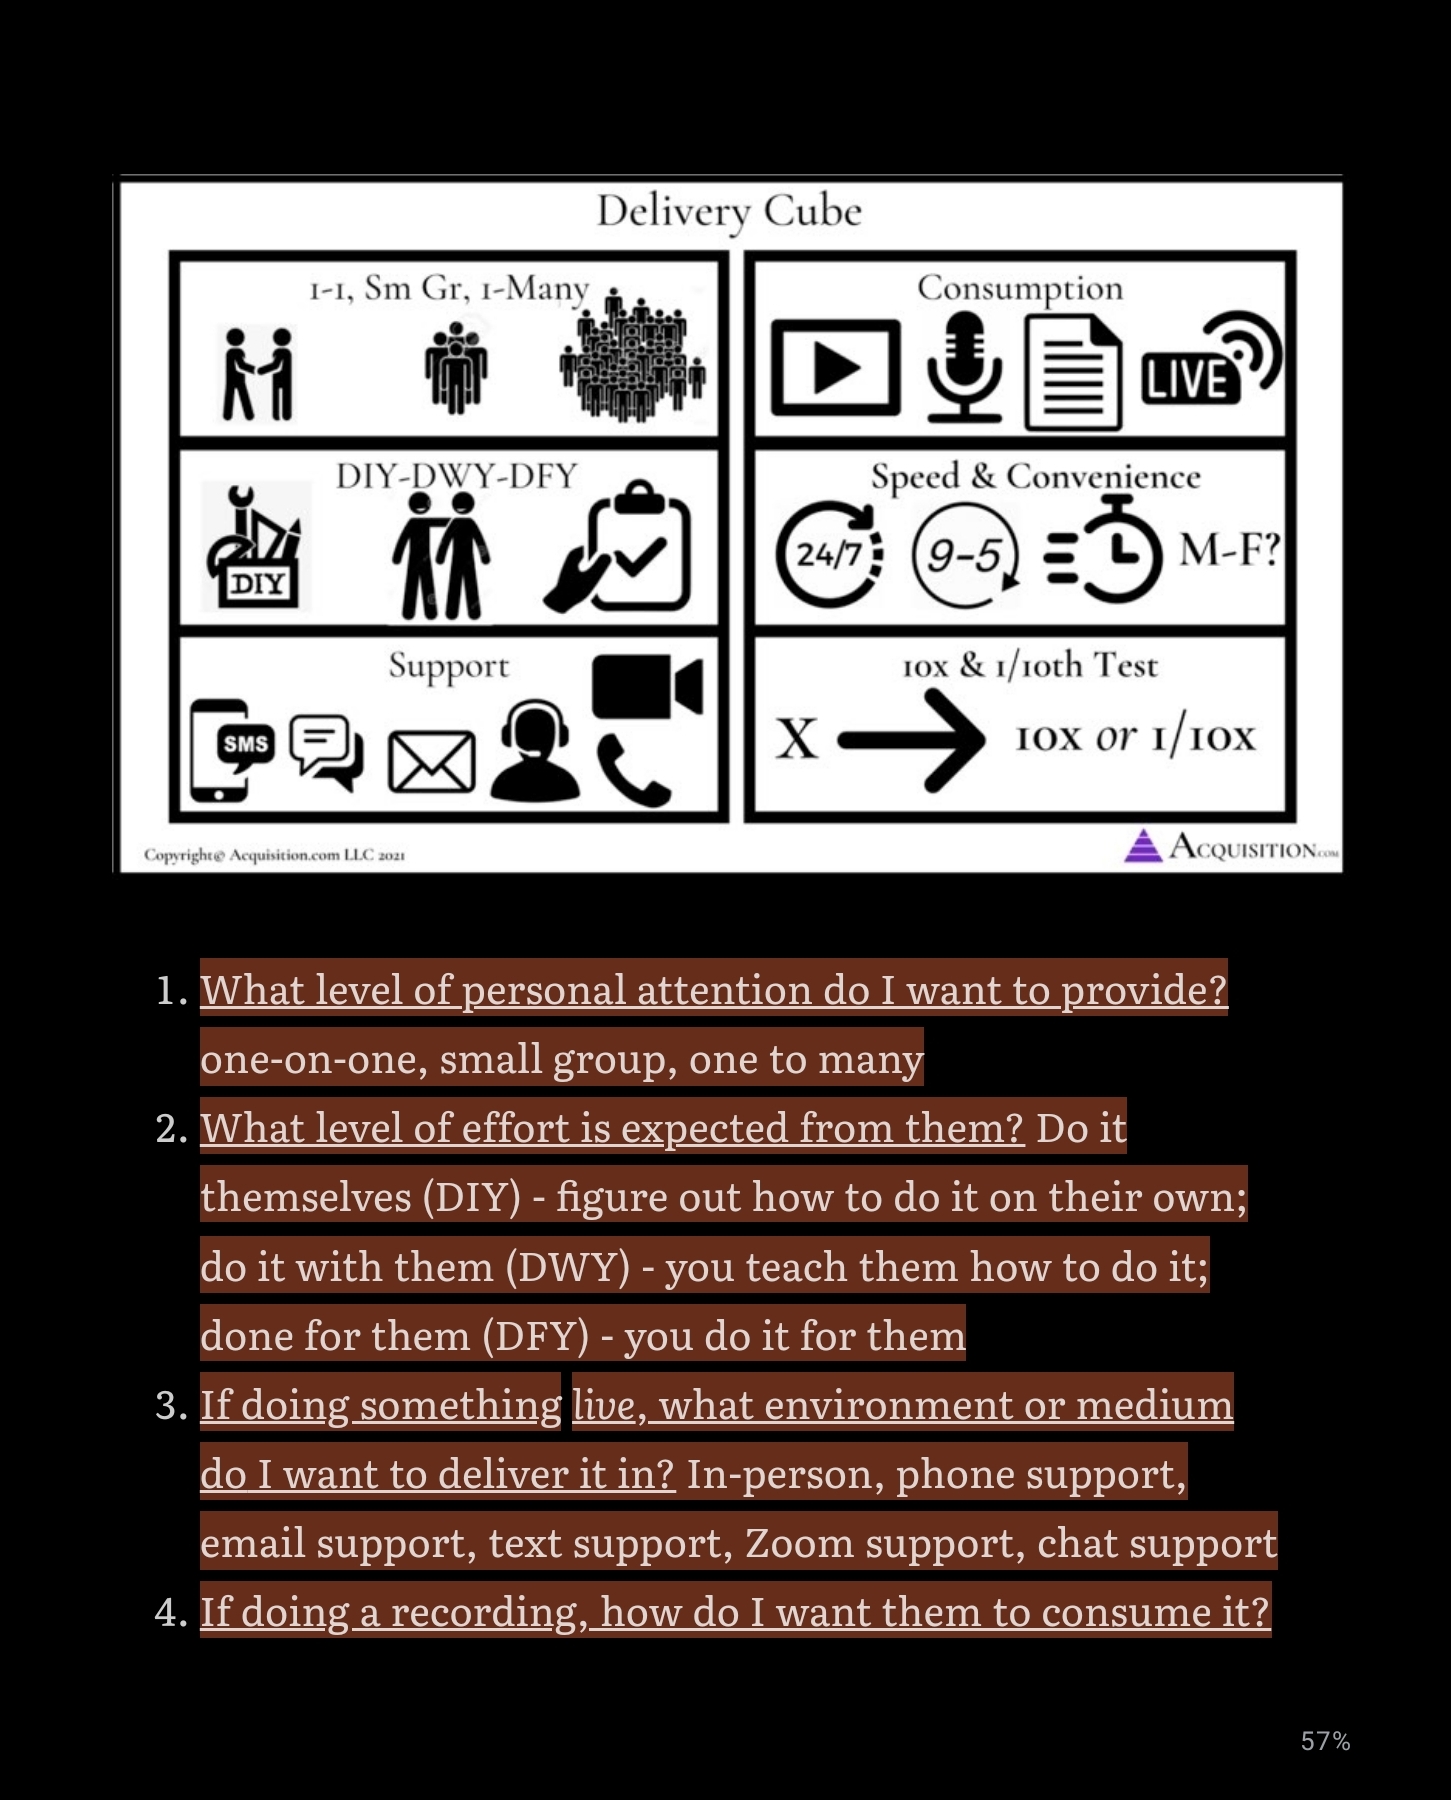 Delivery Cube
1-1, Sm Gr, 1-Many
Consumption
LIVE
DIY-DWY-DFY
DIY
Speed & Convenience
24/7
9-5
M-F?
Support
SMS
10x & 1/10th Test
X
10x or 1/10x
Copyright© Acquisition.com LLC 2021
ACQUISITION.COM
1. What level of personal attention do I want to provide?
one-on-one, small group, one to many
2. What level of effort is expected from them? Do it
themselves (DIY) - figure out how to do it on their own;
do it with them (DWY) - you teach them how to do it;
done for them (DFY) - you do it for them
3. If doing something live, what environment or medium
do I want to deliver it in? In-person, phone support,
email support, text support, Zoom support, chat support
4. If doing a recording, how do I want them to consume it?
57%